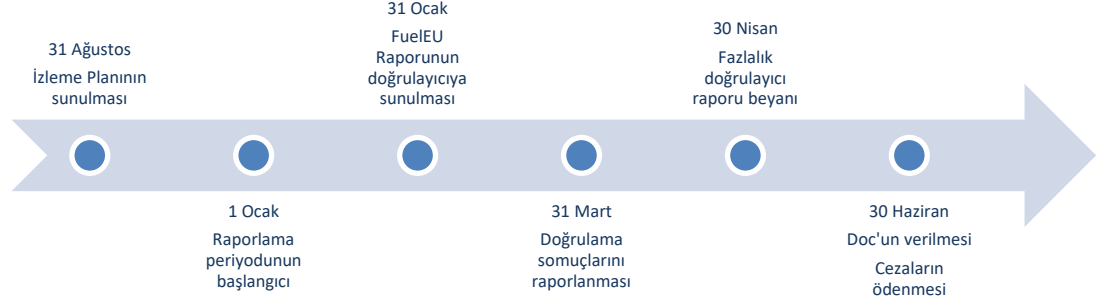 31 Ağustos
İzleme Planının
sunulması
1 Ocak
Raporlama
periyodunun
başlangıcı
31 Ocak
FuelEU
Raporunun
doğrulayıcıya
sunulması
31 Mart
Doğrulama
somuçlarını
raporlanması
30 Nisan
Fazlalık
doğrulayıcı
raporu beyanı
30 Haziran
Doc'un verilmesi
Cezaların
ödenmesi